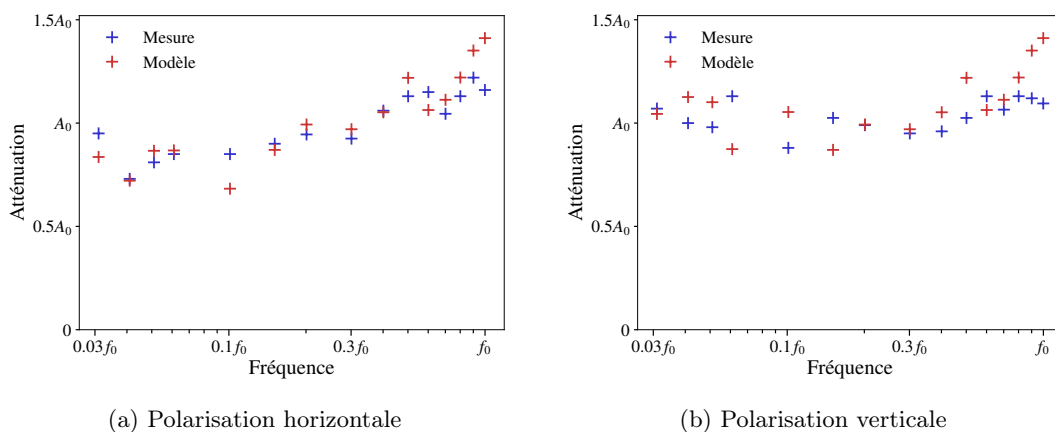 1.5A₀
A₀
0.5A₀
0
Atténuation
Mesure
Modèle
0.03f₀ 0.1f₀ 0.3f₀ f₀
Fréquence
(a) Polarisation horizontale
1.5A₀
A₀
0.5A₀
0
Atténuation
Mesure
Modèle
0.03f₀ 0.1f₀ 0.3f₀ f₀
Fréquence
(b) Polarisation verticale